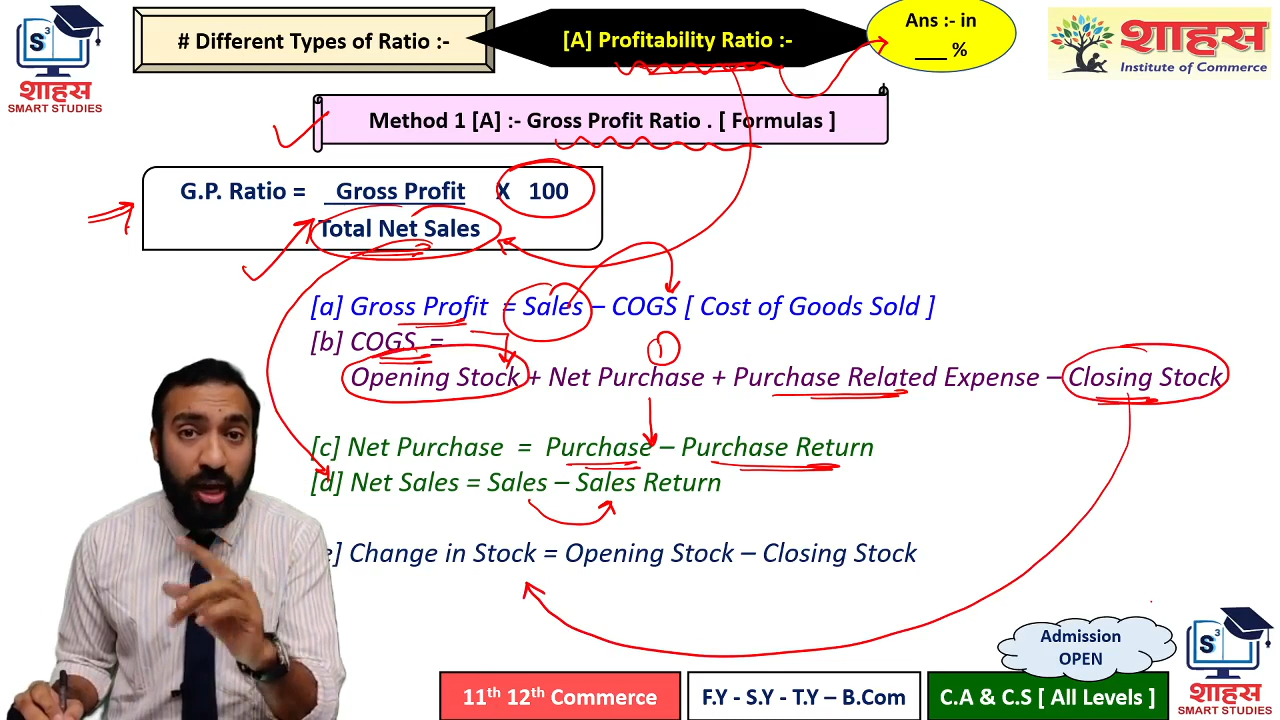 # Different Types of Ratio :-
[A] Profitability Ratio :-
Ans :- in
___ %
शाहस
Institute of Commerce
S³
शाहस
SMART STUDIES
Method 1 [A] :- Gross Profit Ratio . [ Formulas ]
G.P. Ratio = Gross Profit X 100
Total Net Sales
[a] Gross Profit = Sales – COGS [ Cost of Goods Sold ]
[b] COGS =
1
Opening Stock + Net Purchase + Purchase Related Expense – Closing Stock
[c] Net Purchase = Purchase – Purchase Return
[d] Net Sales = Sales – Sales Return
e] Change in Stock = Opening Stock – Closing Stock
Admission
OPEN
11th 12th Commerce
F.Y - S.Y - T.Y – B.Com
C.A & C.S [ All Levels ]
S³
शाहस
SMART STUDIES